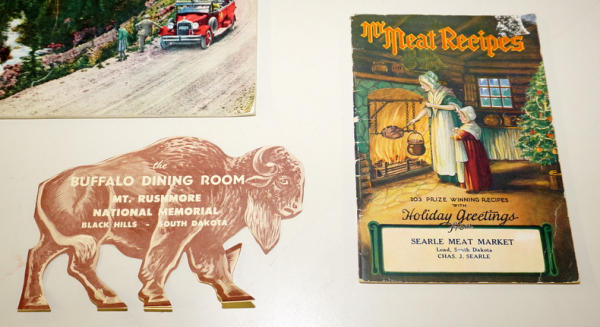 the
BUFFALO DINING ROOM
MT. RUSHMORE
NATIONAL MEMORIAL
BLACK HILLS - SOUTH DAKOTA
Meat Recipes
103 PRIZE WINNING RECIPES
WITH
Holiday Greetings
From
SEARLE MEAT MARKET
Lead, South Dakota
CHAS. J. SEARLE